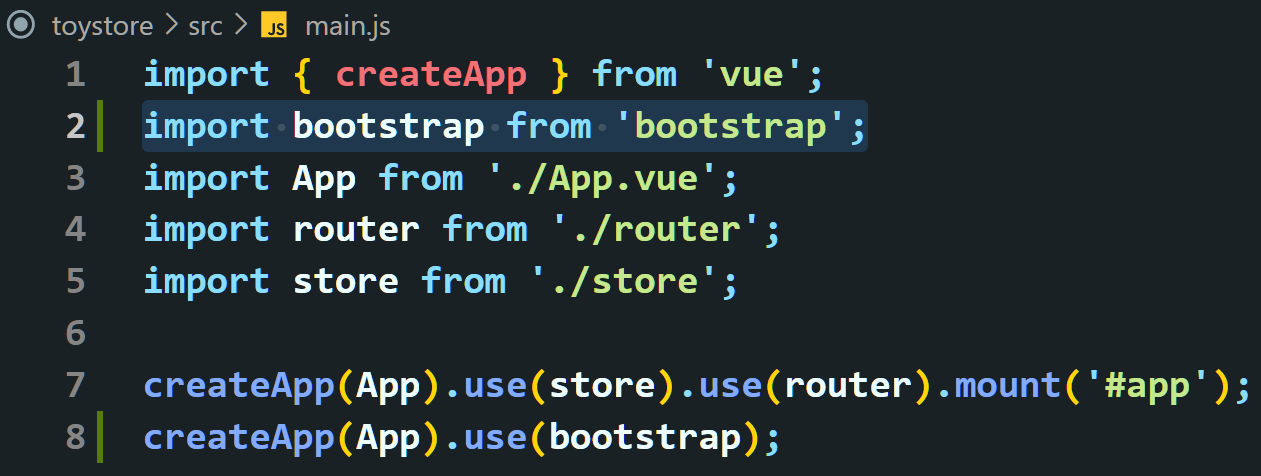 toystore > src > JS main.js
1 import { createApp } from 'vue';
2 import bootstrap from 'bootstrap';
3 import App from './App.vue';
4 import router from './router';
5 import store from './store';
6
7 createApp(App).use(store).use(router).mount('#app');
8 createApp(App).use(bootstrap);